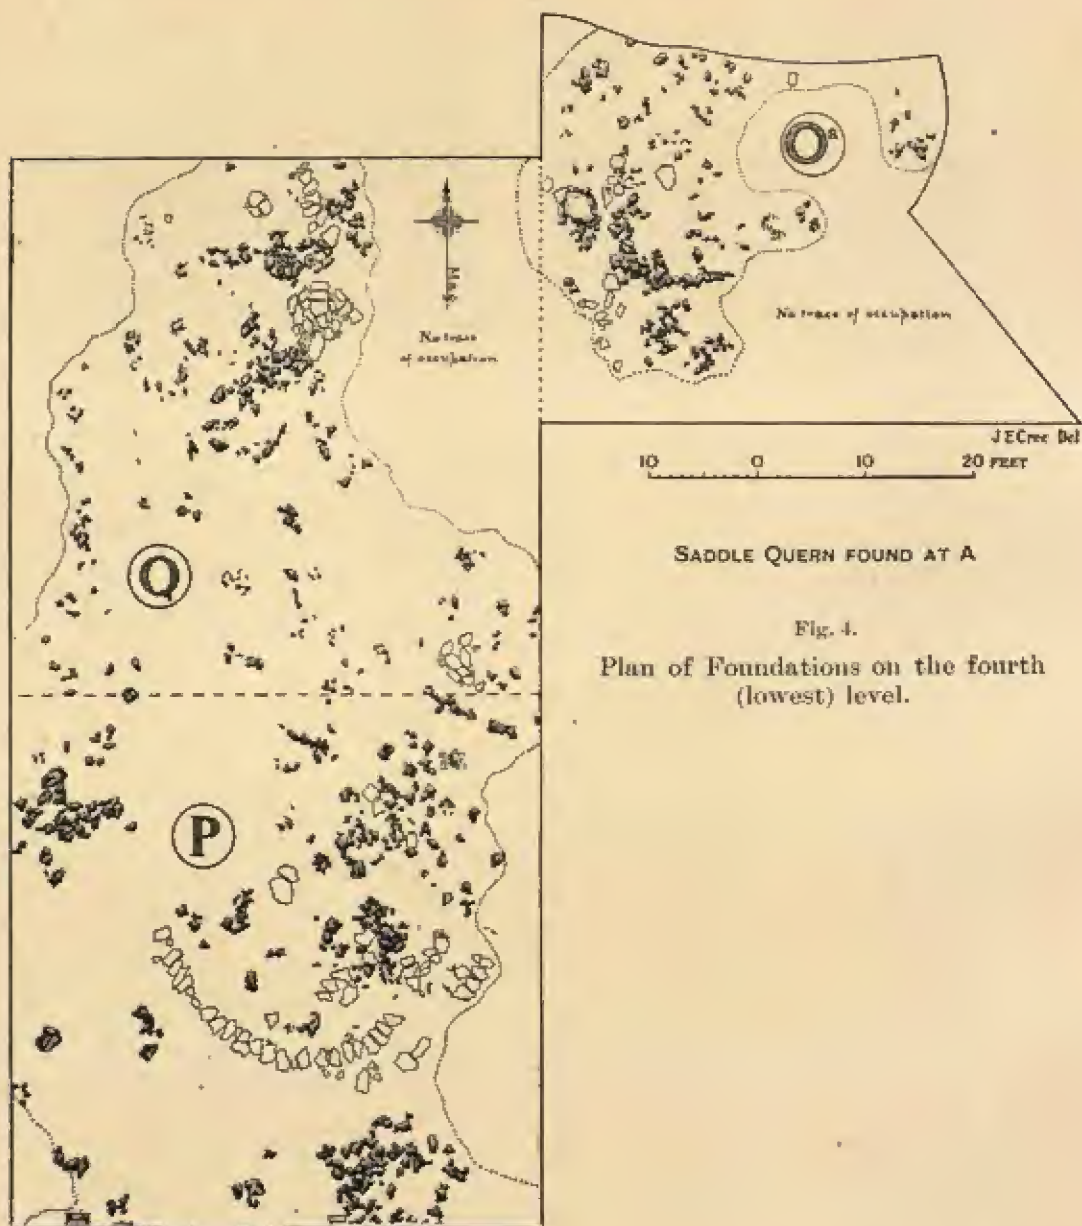 Mag.
No trace
of occupation
No trace of occupation
Q
P
A
J E Cree Del
10 0 10 20 FEET
SADDLE QUERN FOUND AT A
Fig. 4.
Plan of Foundations on the fourth
(lowest) level.